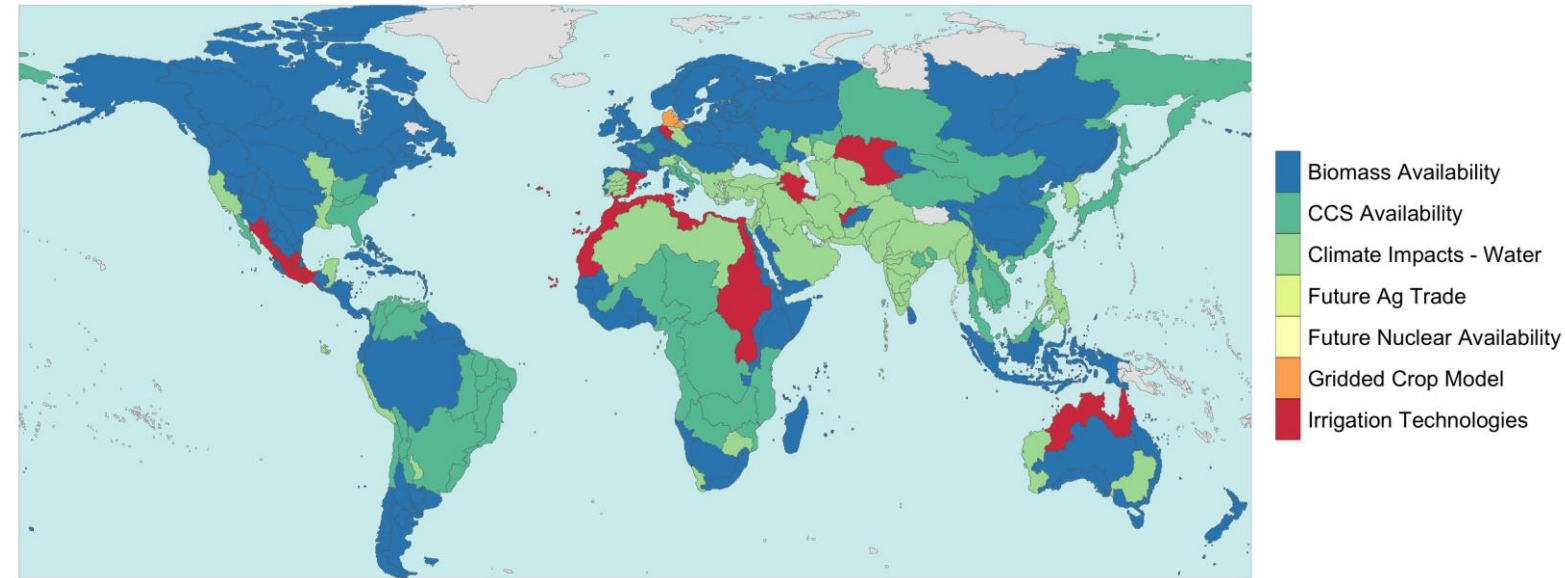 Biomass Availability
CCS Availability
Climate Impacts - Water
Future Ag Trade
Future Nuclear Availability
Gridded Crop Model
Irrigation Technologies